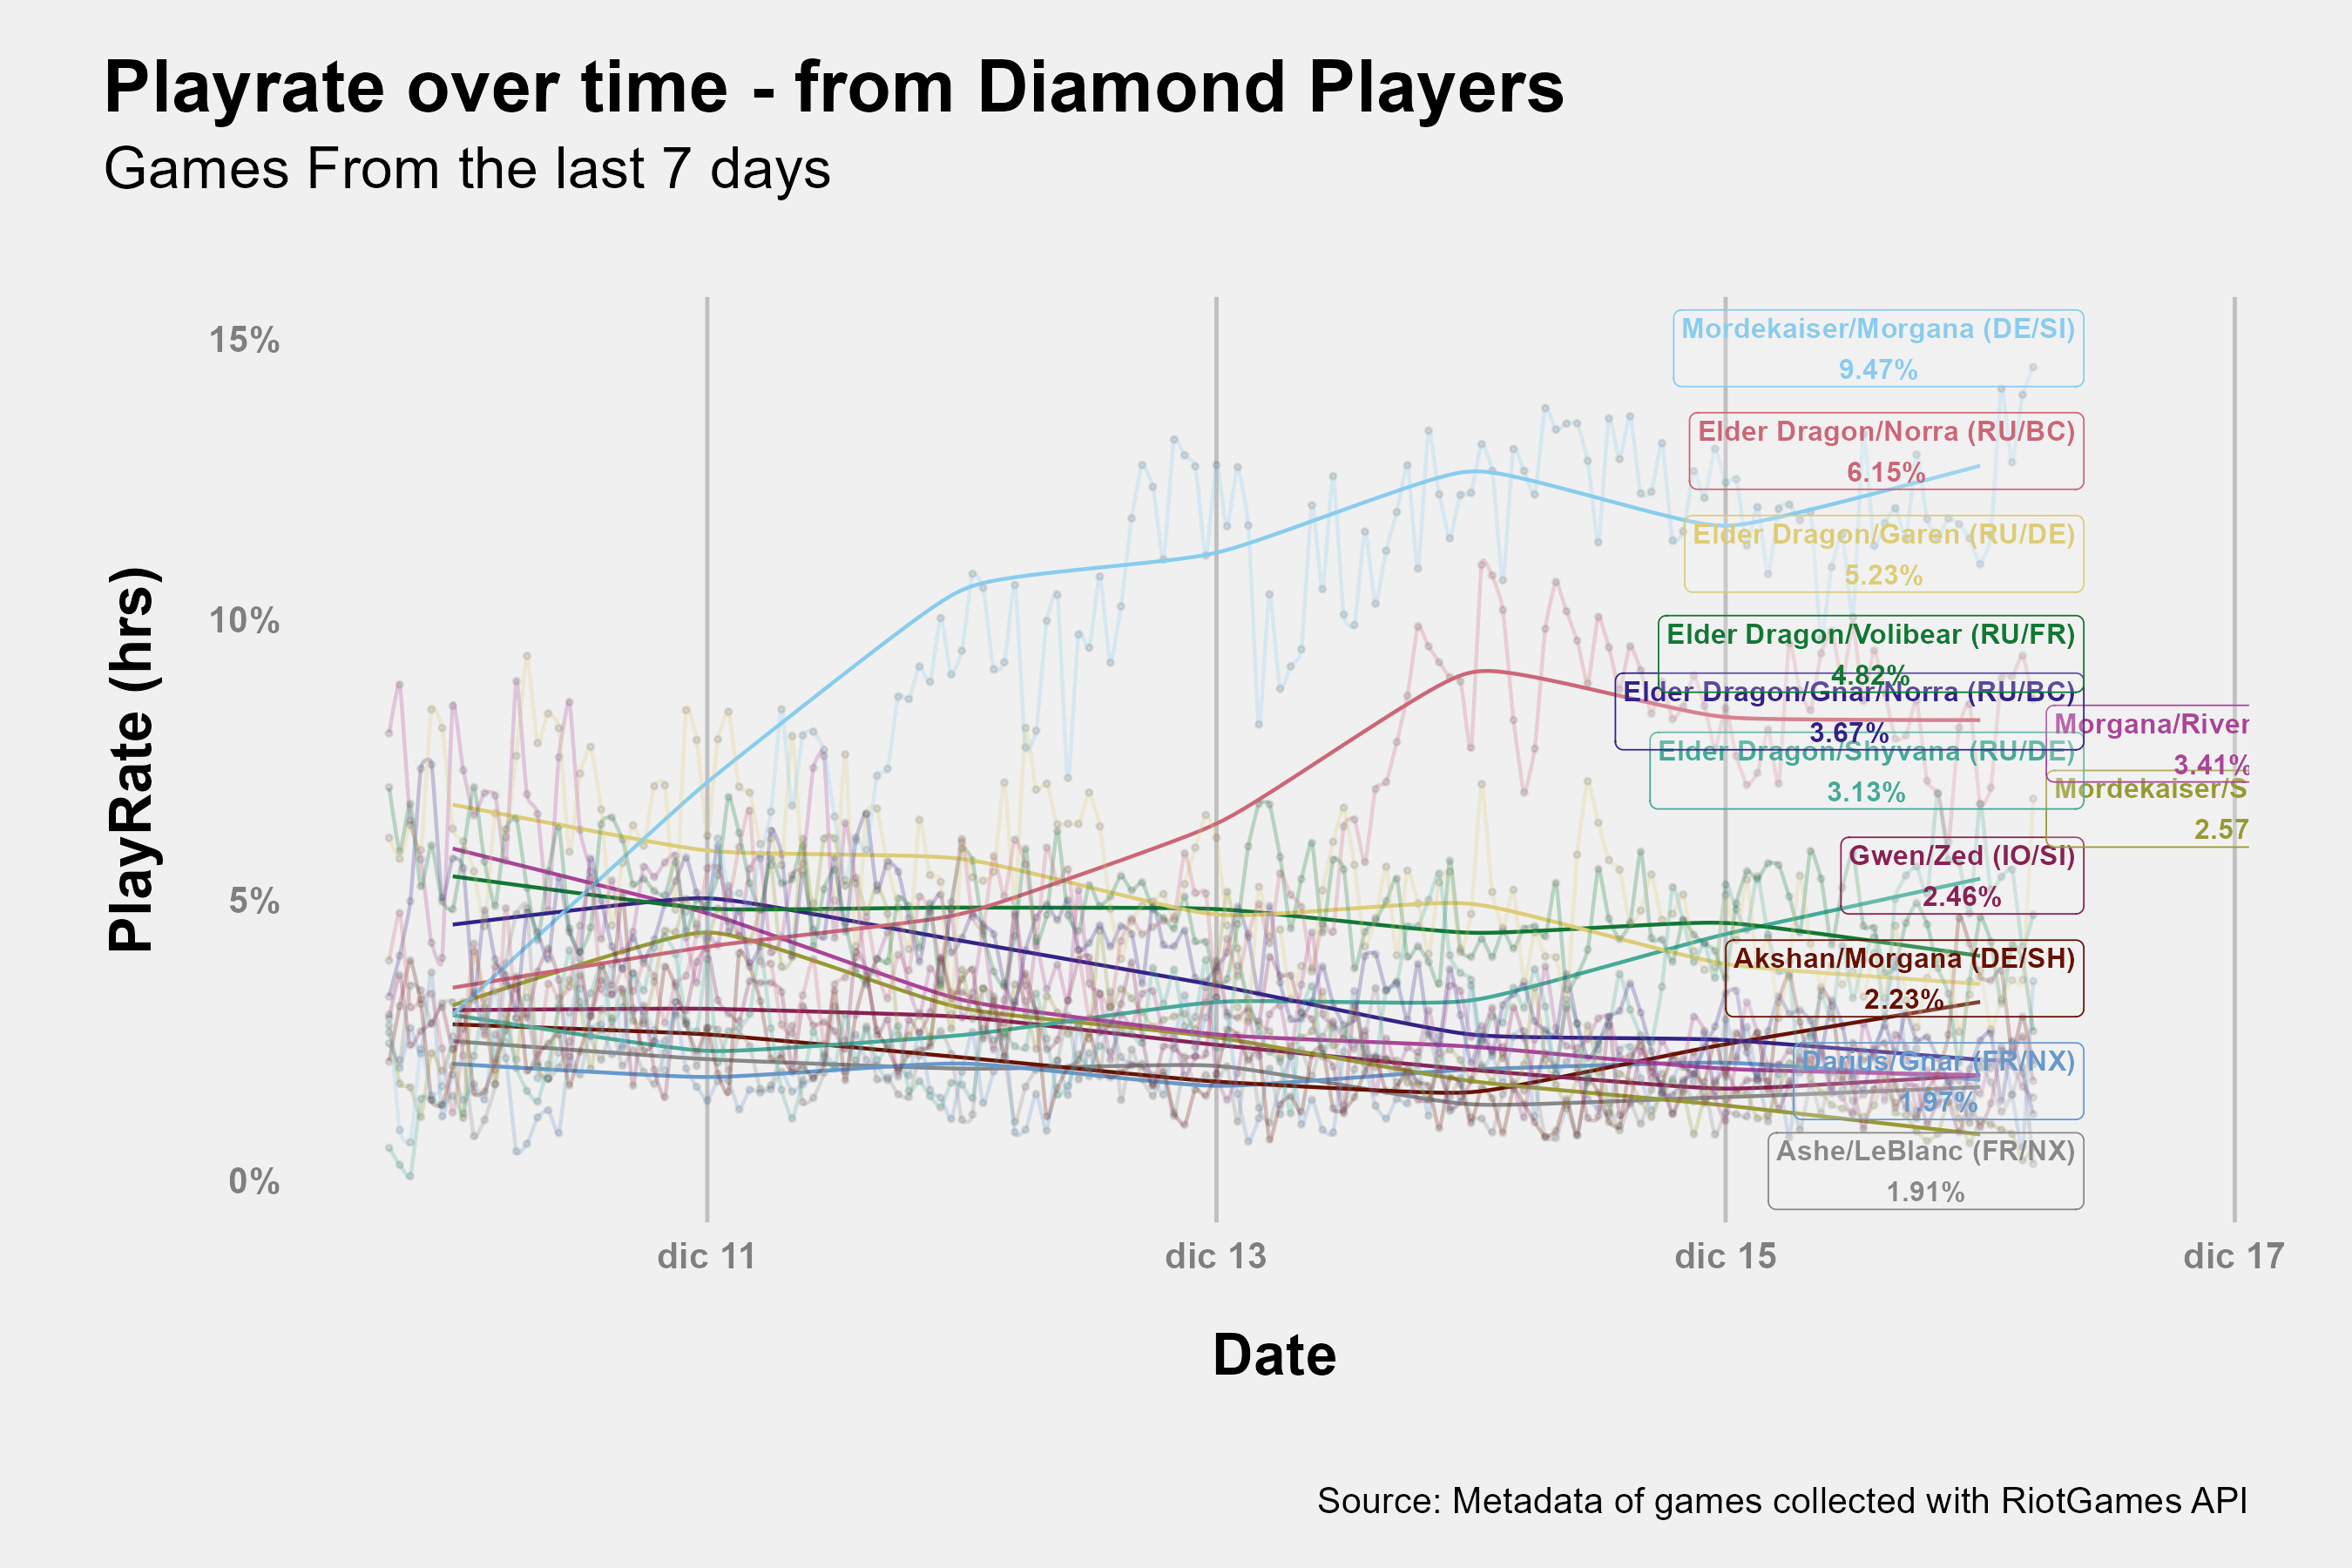 Playrate over time - from Diamond Players
Games From the last 7 days
PlayRate (hrs)
15%
10%
5%
0%
Mordekaiser/Morgana (DE/SI)
9.47%
Elder Dragon/Norra (RU/BC)
6.15%
Elder Dragon/Garen (RU/DE)
5.23%
Elder Dragon/Volibear (RU/FR)
4.82%
Elder Dragon/Gnar/Norra (RU/BC)
3.67%
Morgana/River
3.41%
Elder Dragon/Shyvana (RU/DE)
3.13%
Mordekaiser/S
2.57
Gwen/Zed (IO/SI)
2.46%
Akshan/Morgana (DE/SH)
2.23%
Darius/Gnar (FR/NX)
1.97%
Ashe/LeBlanc (FR/NX)
1.91%
dic 11
dic 13
dic 15
dic 17
Date
Source: Metadata of games collected with RiotGames API